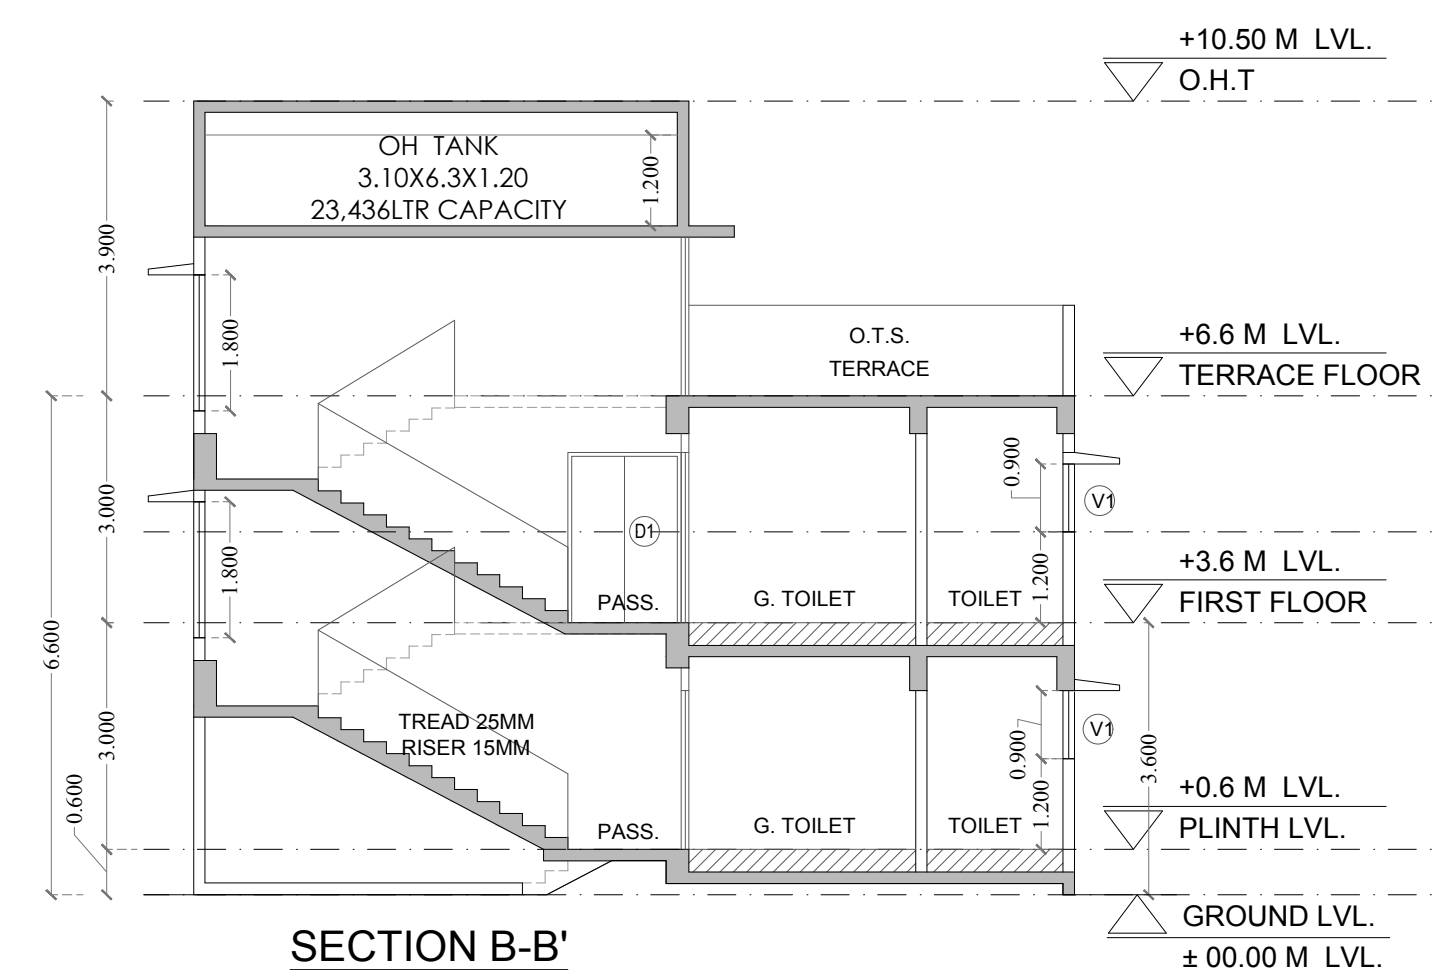 +10.50 M LVL.
O.H.T
OH TANK
3.10X6.3X1.20
23,436LTR CAPACITY
1.200
3.900
1.800
O.T.S.
TERRACE
+6.6 M LVL.
TERRACE FLOOR
0.900
3.000
V1
D1
1.800
1.200
+3.6 M LVL.
FIRST FLOOR
PASS.
G. TOILET
TOILET
6.600
TREAD 25MM
RISER 15MM
3.000
V1
0.900
3.600
0.600
1.200
+0.6 M LVL.
PLINTH LVL.
PASS.
G. TOILET
TOILET
GROUND LVL.
± 00.00 M LVL.
SECTION B-B'